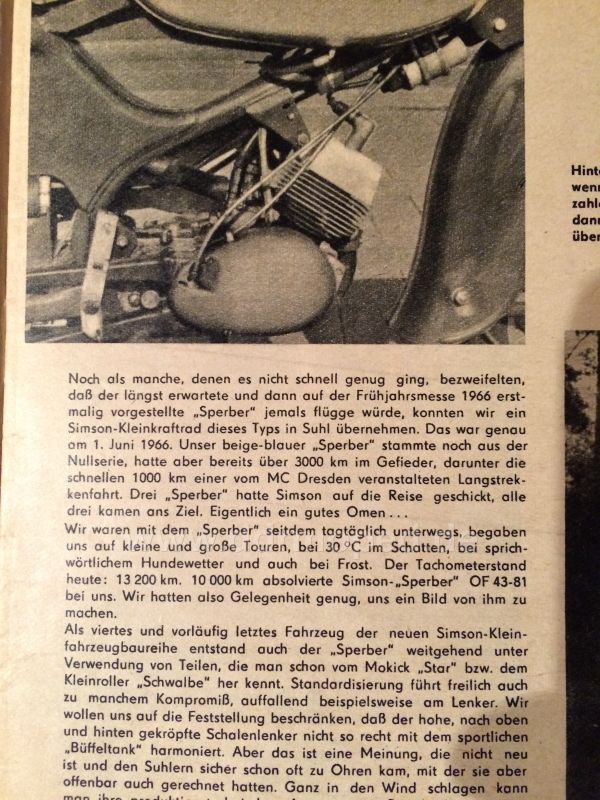 Noch als manche, denen es nicht schnell genug ging, bezweifelten,
daß der längst erwartete und dann auf der Frühjahrsmesse 1966 erst-
malig vorgestellte „Sperber" jemals flügge würde, konnten wir ein
Simson-Kleinkraftrad dieses Typs in Suhl übernehmen. Das war genau
am 1. Juni 1966. Unser beige-blauer „Sperber" stammte noch aus der
Nullserie, hatte aber bereits über 3000 km im Gefieder, darunter die
schnellen 1000 km einer vom MC Dresden veranstalteten Langstrek-
kenfahrt. Drei „Sperber" hatte Simson auf die Reise geschickt, alle
drei kamen ans Ziel. Eigentlich ein gutes Omen ...
Wir waren mit dem „Sperber" seitdem tagtäglich unterwegs, begaben
uns auf kleine und große Touren, bei 30 °C im Schatten, bei sprich-
wörtlichem Hundewetter und auch bei Frost. Der Tachometerstand
heute: 13 200 km. 10 000 km absolvierte Simson-„Sperber" OF 43-81
bei uns. Wir hatten also Gelegenheit genug, uns ein Bild von ihm zu
machen.
Als viertes und vorläufig letztes Fahrzeug der neuen Simson-Klein-
fahrzeugbaureihe entstand auch der „Sperber" weitgehend unter
Verwendung von Teilen, die man schon vom Mokick „Star" bzw. dem
Kleinroller „Schwalbe" her kennt. Standardisierung führt freilich auch
zu manchem Kompromiß, auffallend beispielsweise am Lenker. Wir
wollen uns auf die Feststellung beschränken, daß der hohe, nach oben
und hinten gekröpfte Schalenlenker nicht so recht mit dem sportlichen
„Büffeltank" harmoniert. Aber das ist eine Meinung, die nicht neu
ist und den Suhlern sicher schon oft zu Ohren kam, mit der sie aber
offenbar auch gerechnet hatten. Ganz in den Wind schlagen kann
man ihre
Hint
wenn
zahl
dann
über